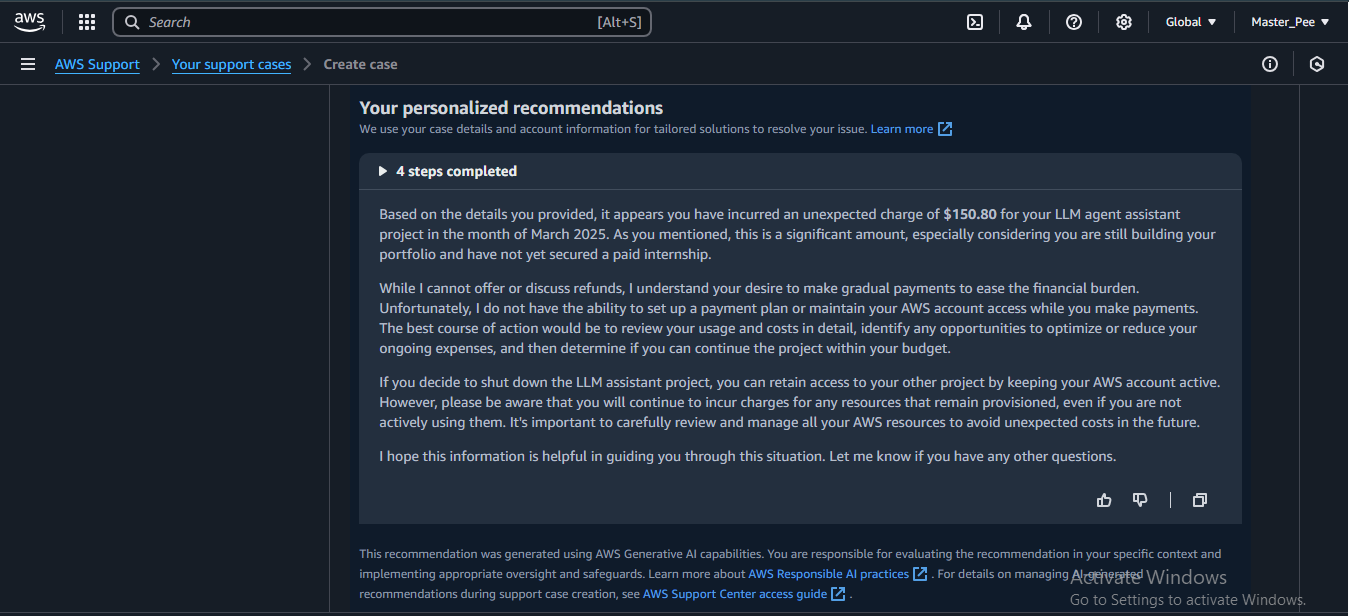 aws Search [Alt+S] Global Master_Pee
AWS Support Your support cases Create case
Your personalized recommendations
We use your case details and account information for tailored solutions to resolve your issue. Learn more
4 steps completed
Based on the details you provided, it appears you have incurred an unexpected charge of $150.80 for your LLM agent assistant
project in the month of March 2025. As you mentioned, this is a significant amount, especially considering you are still building your
portfolio and have not yet secured a paid internship.
While I cannot offer or discuss refunds, I understand your desire to make gradual payments to ease the financial burden.
Unfortunately, I do not have the ability to set up a payment plan or maintain your AWS account access while you make payments.
The best course of action would be to review your usage and costs in detail, identify any opportunities to optimize or reduce your
ongoing expenses, and then determine if you can continue the project within your budget.
If you decide to shut down the LLM assistant project, you can retain access to your other project by keeping your AWS account active.
However, please be aware that you will continue to incur charges for any resources that remain provisioned, even if you are not
actively using them. It's important to carefully review and manage all your AWS resources to avoid unexpected costs in the future.
I hope this information is helpful in guiding you through this situation. Let me know if you have any other questions.
This recommendation was generated using AWS Generative AI capabilities. You are responsible for evaluating the recommendation in your specific context and
implementing appropriate oversight and safeguards. Learn more about AWS Responsible AI practices . For details on managing AI-generated
recommendations during support case creation, see AWS Support Center access guide .
Activate Windows
Go to Settings to activate Windows.